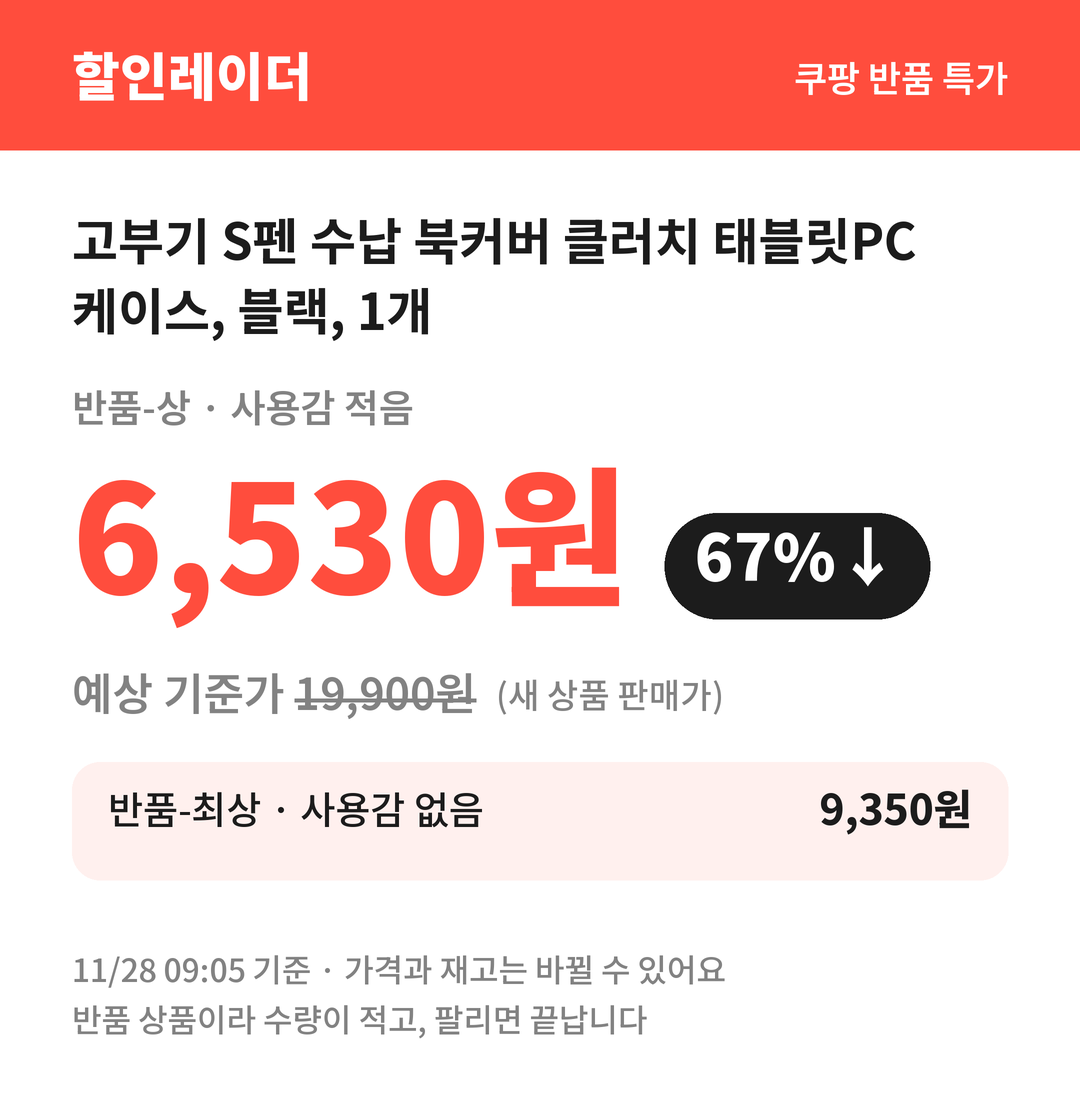 할인레이더
쿠팡 반품 특가
고부기 S펜 수납 북커버 클러치 태블릿PC
케이스, 블랙, 1개
반품-상 · 사용감 적음
6,530원 67%↓
예상 기준가 19,900원 (새 상품 판매가)
반품-최상 · 사용감 없음 9,350원
11/28 09:05 기준 · 가격과 재고는 바뀔 수 있어요
반품 상품이라 수량이 적고, 팔리면 끝납니다